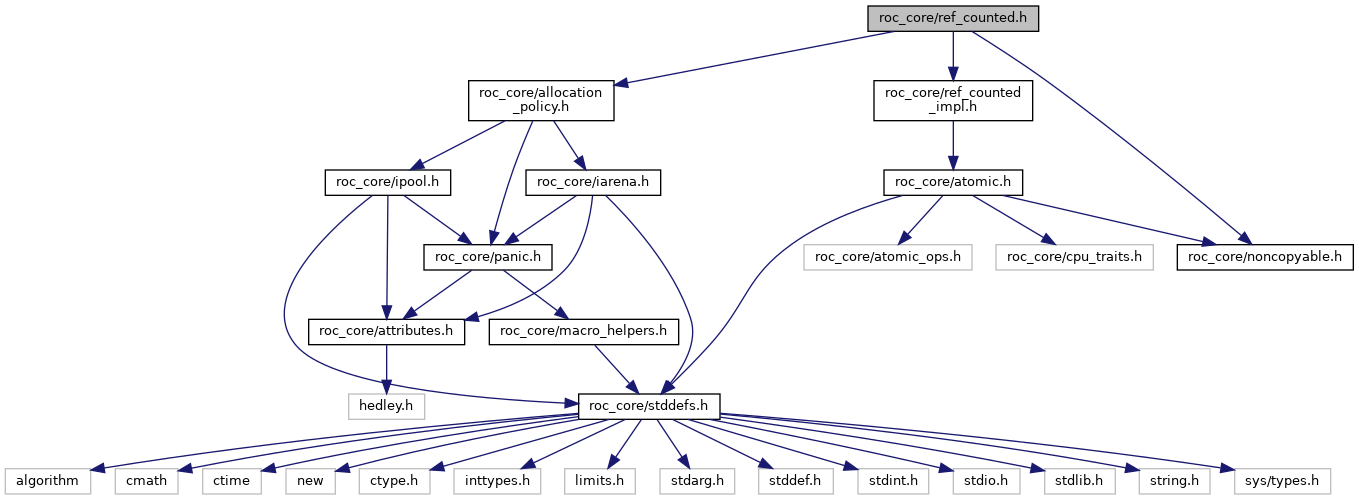 roc_core/ref_counted.h
roc_core/allocation
_policy.h
roc_core/ref_counted
_impl.h
roc_core/ipool.h
roc_core/iarena.h
roc_core/atomic.h
roc_core/panic.h
roc_core/atomic_ops.h
roc_core/cpu_traits.h
roc_core/noncopyable.h
roc_core/attributes.h
roc_core/macro_helpers.h
hedley.h
roc_core/stddefs.h
algorithm
cmath
ctime
new
ctype.h
inttypes.h
limits.h
stdarg.h
stddef.h
stdint.h
stdio.h
stdlib.h
string.h
sys/types.h